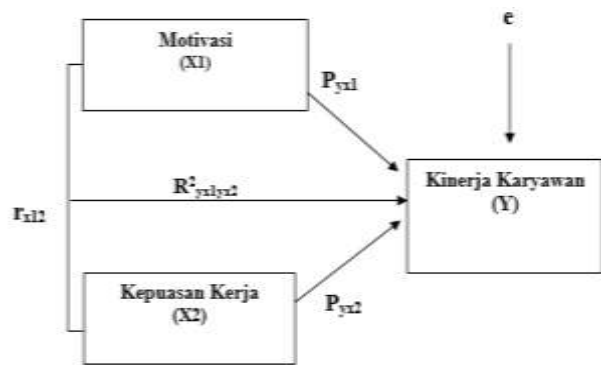 Motivasi
(X1)
e
Pyx1
R²yx1yx2
Kinerja Karyawan
(Y)
rx12
Kepuasan Kerja
(X2)
Pyx2